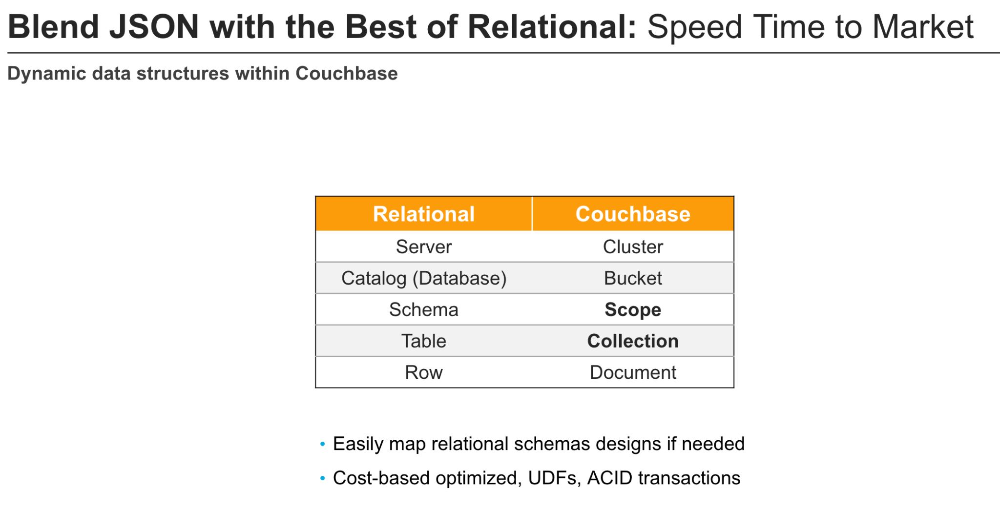 Blend JSON with the Best of Relational: Speed Time to Market
Dynamic data structures within Couchbase
Relational Couchbase
Server Cluster
Catalog (Database) Bucket
Schema Scope
Table Collection
Row Document
• Easily map relational schemas designs if needed
• Cost-based optimized, UDFs, ACID transactions